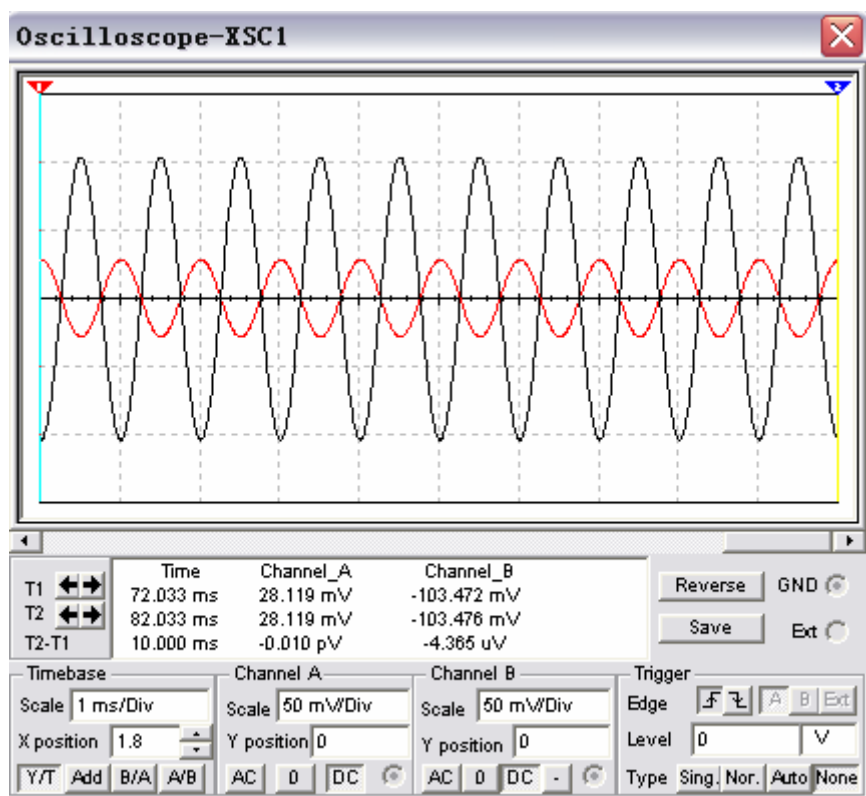 Oscilloscope-XSC1
1 2
Time Channel_A Channel_B
T1 72.033 ms 28.119 mV -103.472 mV
T2 82.033 ms 28.119 mV -103.476 mV
T2-T1 10.000 ms -0.010 pV -4.365 uV
Reverse GND
Save Ext
Timebase Channel A Channel B Trigger
Scale 1 ms/Div Scale 50 mV/Div Scale 50 mV/Div Edge A B Ext
X position 1.8 Y position 0 Y position 0 Level 0 V
Y/T Add B/A A/B AC 0 DC AC 0 DC - Type Sing. Nor. Auto None